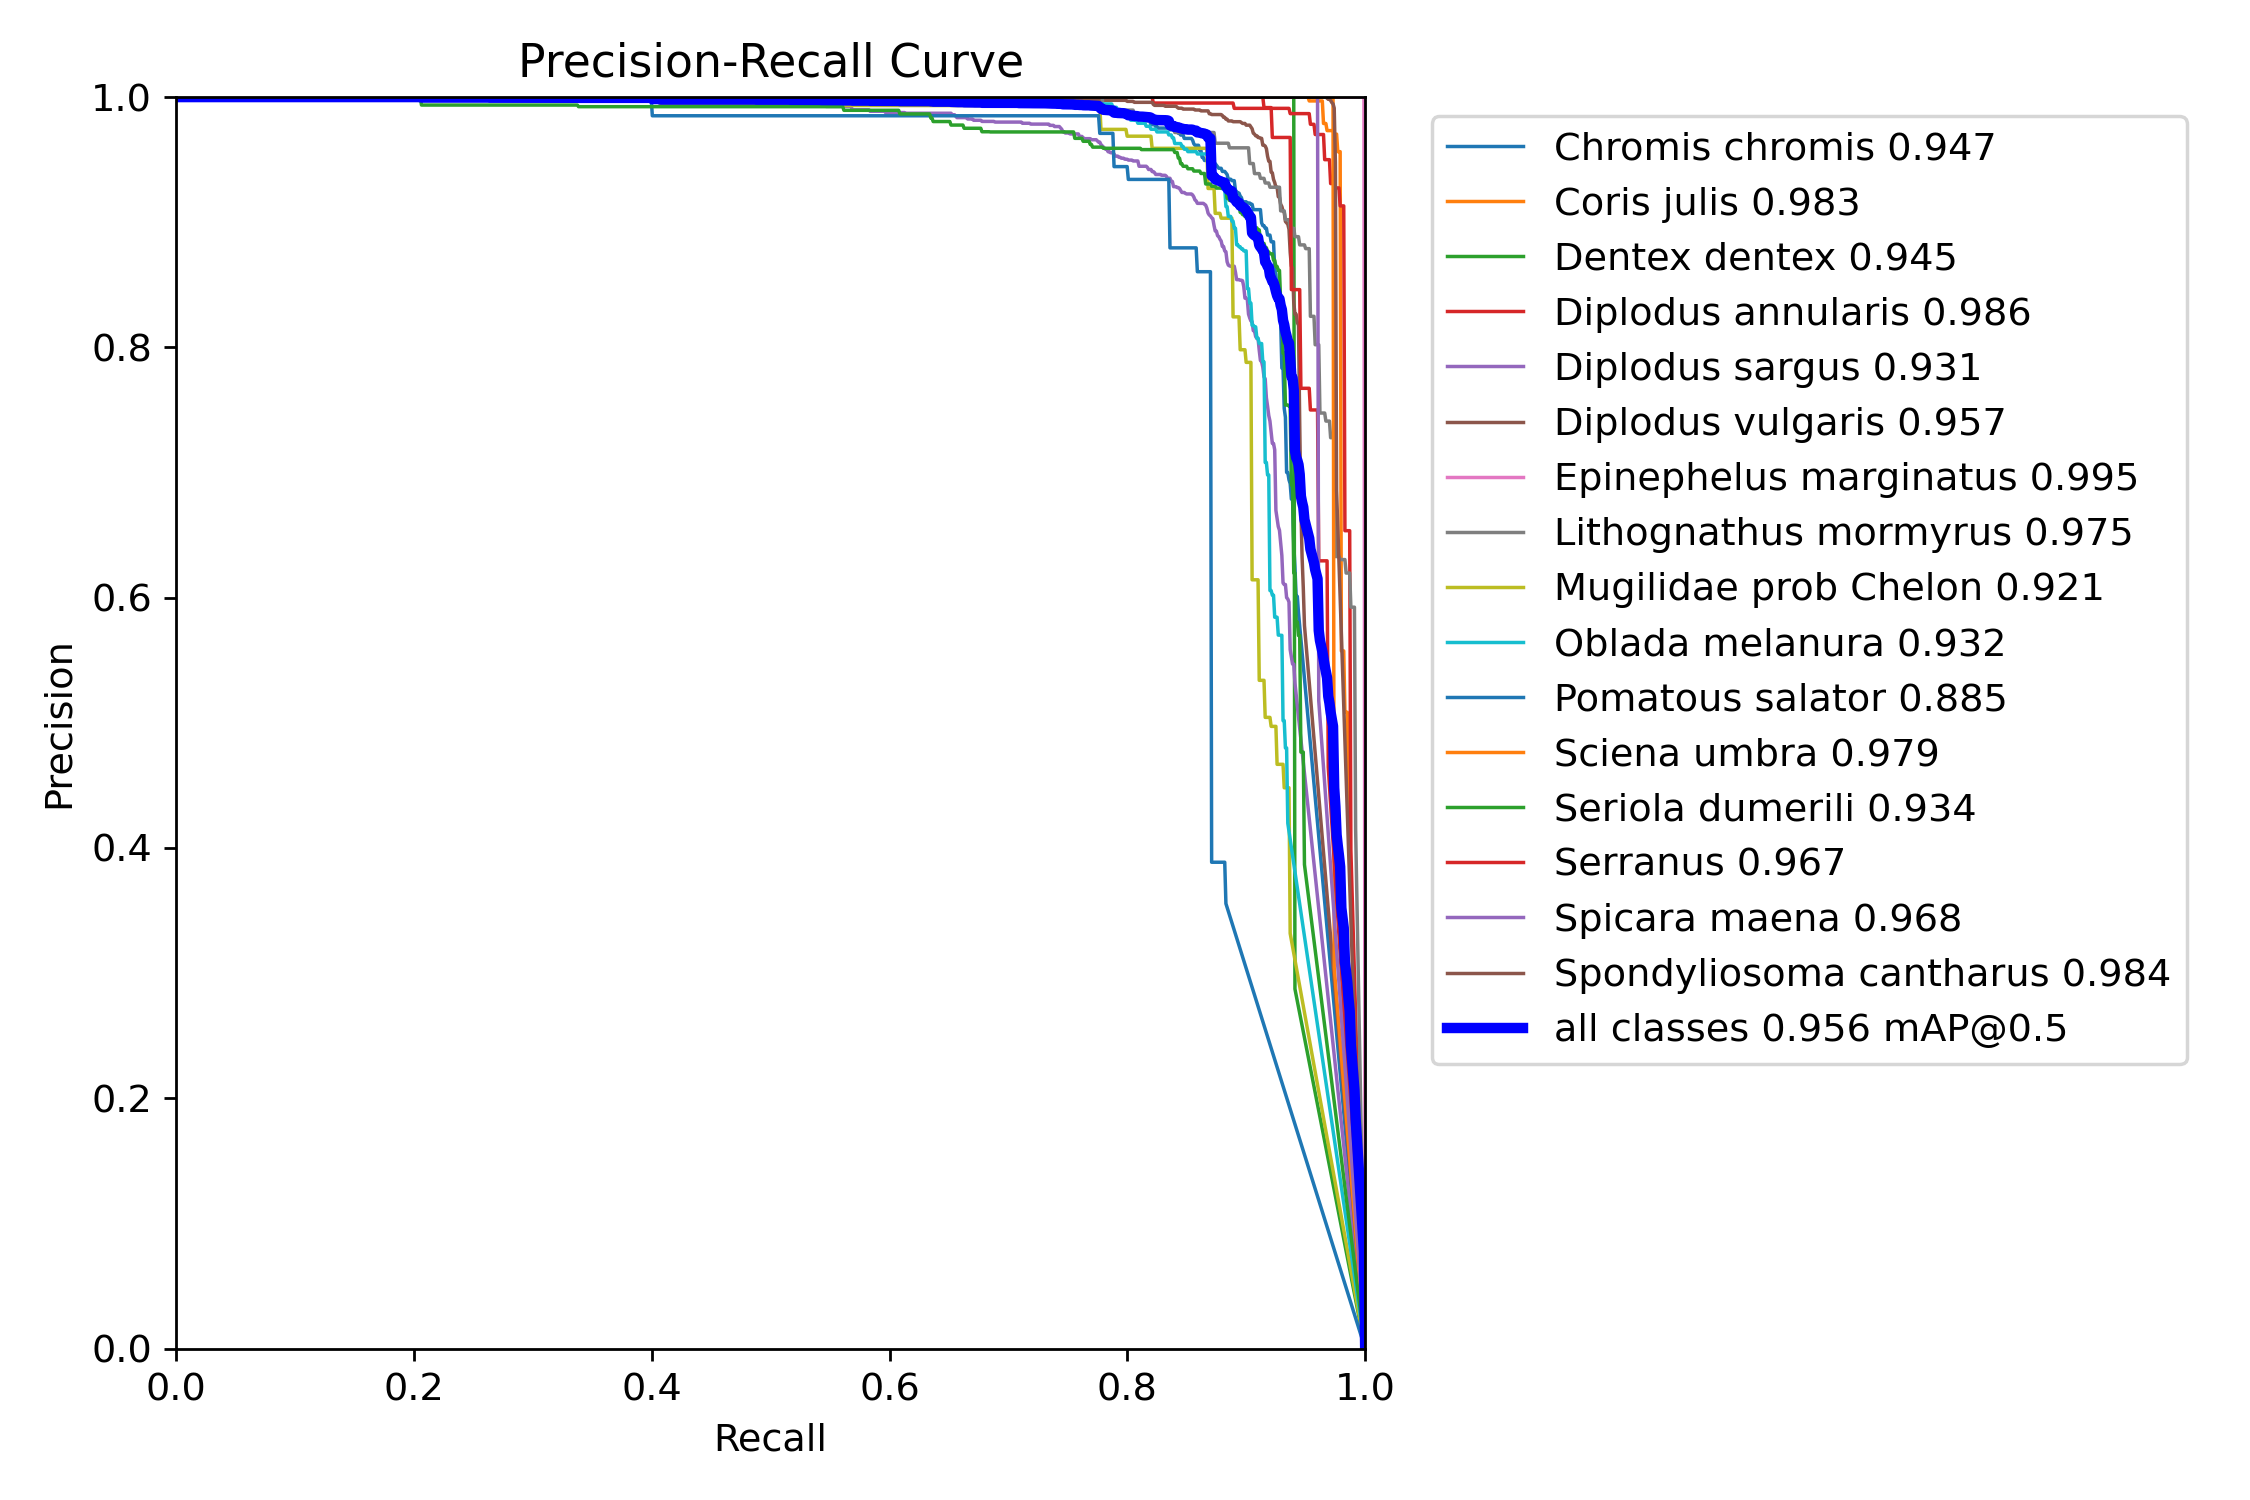 Precision-Recall Curve
1.0
0.8
0.6
0.4
0.2
0.0
Precision
0.0 0.2 0.4 0.6 0.8 1.0
Recall
Chromis chromis 0.947
Coris julis 0.983
Dentex dentex 0.945
Diplodus annularis 0.986
Diplodus sargus 0.931
Diplodus vulgaris 0.957
Epinephelus marginatus 0.995
Lithognathus mormyrus 0.975
Mugilidae prob Chelon 0.921
Oblada melanura 0.932
Pomatous salator 0.885
Sciena umbra 0.979
Seriola dumerili 0.934
Serranus 0.967
Spicara maena 0.968
Spondyliosoma cantharus 0.984
all classes 0.956 mAP@0.5